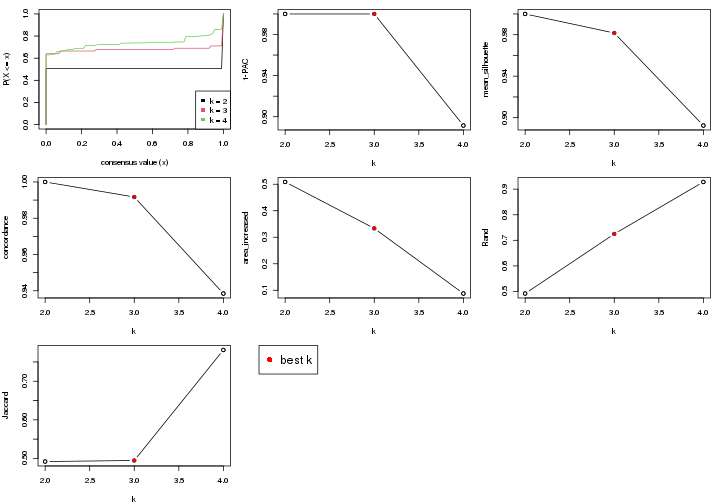 P(X <= x)
0.0 0.2 0.4 0.6 0.8 1.0
k = 2
k = 3
k = 4
0.0 0.2 0.4 0.6 0.8 1.0
consensus value (x)
1-PAC
0.90 0.94 0.98
2.0 2.5 3.0 3.5 4.0
k
mean_silhouette
0.90 0.94 0.98
2.0 2.5 3.0 3.5 4.0
k
concordance
0.94 0.96 0.98 1.00
2.0 2.5 3.0 3.5 4.0
k
area_increased
0.1 0.2 0.3 0.4 0.5
2.0 2.5 3.0 3.5 4.0
k
Rand
0.5 0.6 0.7 0.8 0.9
2.0 2.5 3.0 3.5 4.0
k
Jaccard
0.50 0.60 0.70
2.0 2.5 3.0 3.5 4.0
k
best k